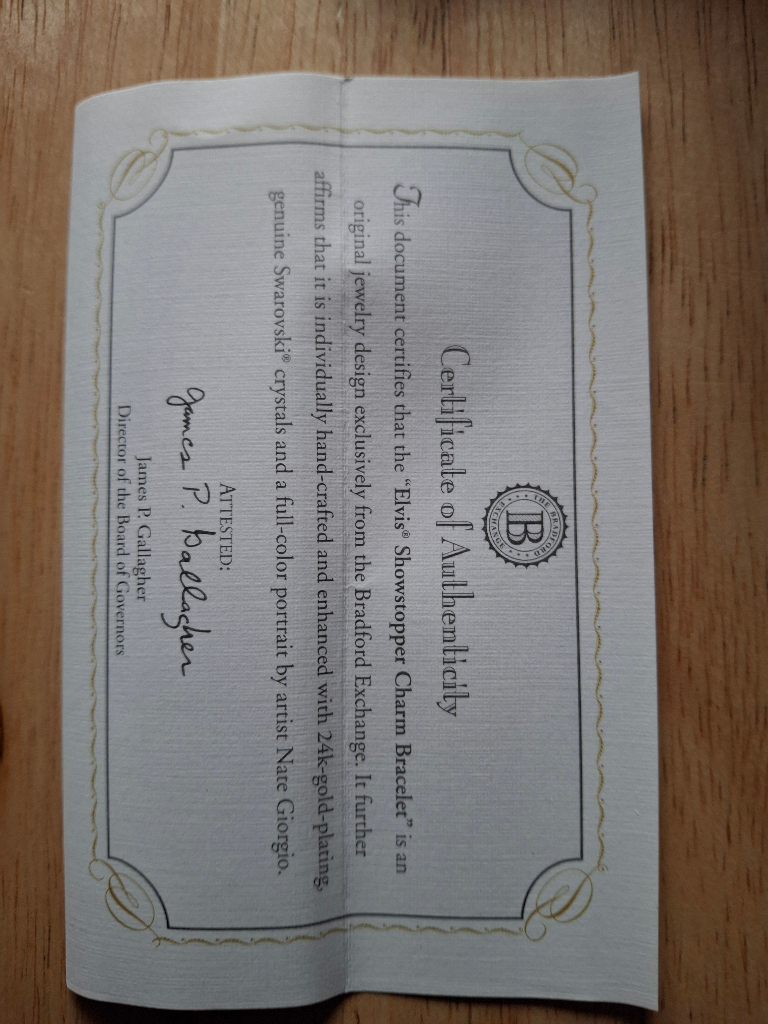 THE BRADFORD EXCHANGE
B
Certificate of Authenticity
This document certifies that the “Elvis® Showstopper Charm Bracelet” is an
original jewelry design exclusively from the Bradford Exchange. It further
affirms that it is individually hand-crafted and enhanced with 24k-gold-plating,
genuine Swarovski® crystals and a full-color portrait by artist Nate Giorgio.
ATTESTED:
James P. Gallagher
James P. Gallagher
Director of the Board of Governors